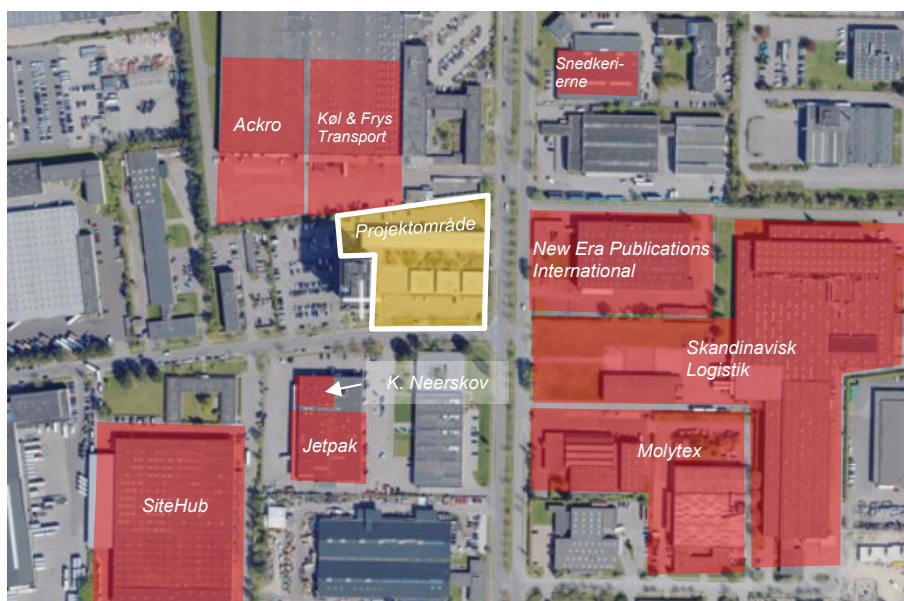 Snedkeri-
erne
Ackro
Køl & Frys
Transport
Projektområde
New Era Publications
International
Skandinavisk
Logistik
K. Neerskov
Jetpak
Molytex
SiteHub